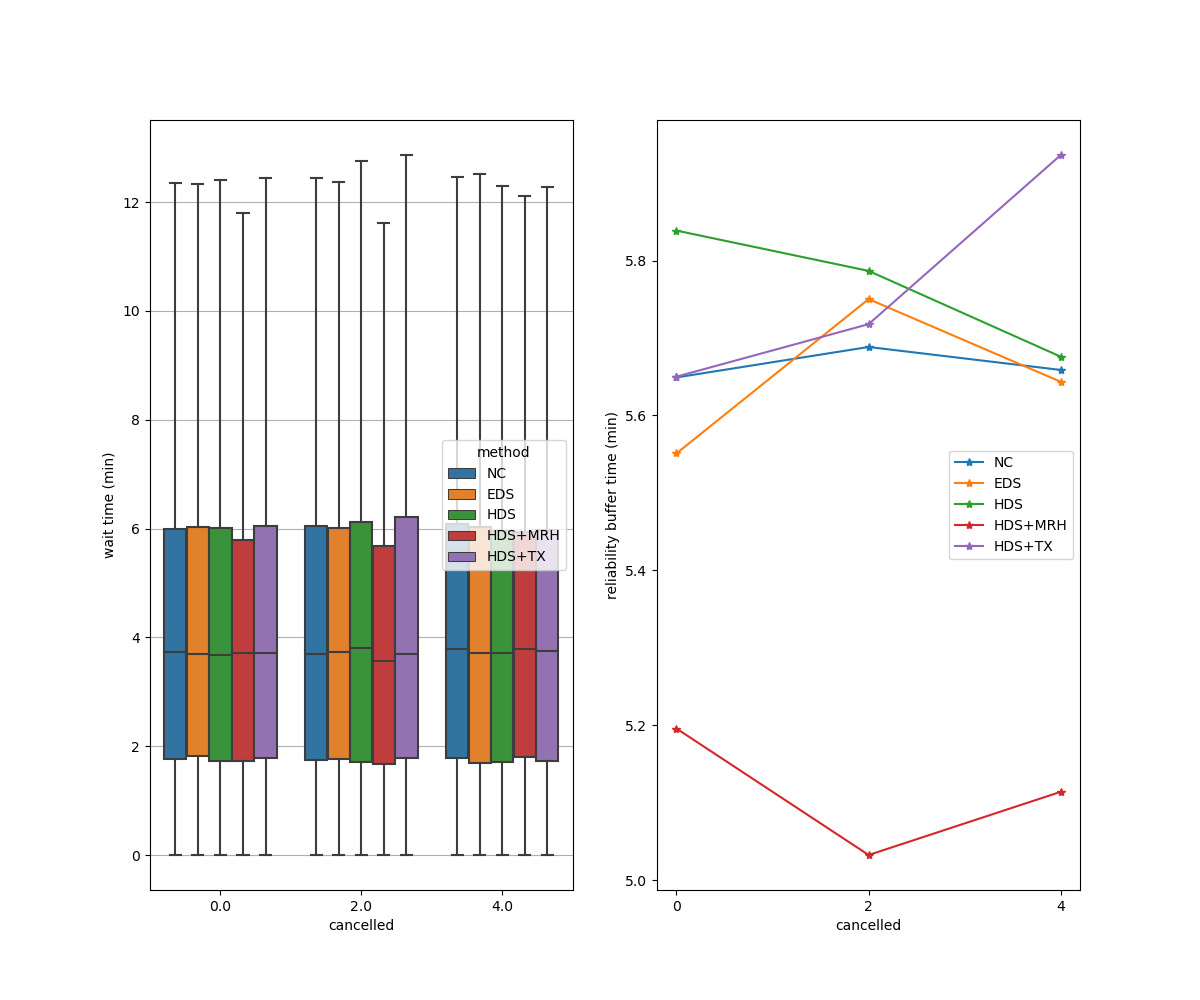 wait time (min)
12
10
8
6
4
2
0
0.0
2.0
4.0
cancelled
method
NC
EDS
HDS
HDS+MRH
HDS+TX
reliability buffer time (min)
5.8
5.6
5.4
5.2
5.0
0
2
4
cancelled
NC
EDS
HDS
HDS+MRH
HDS+TX